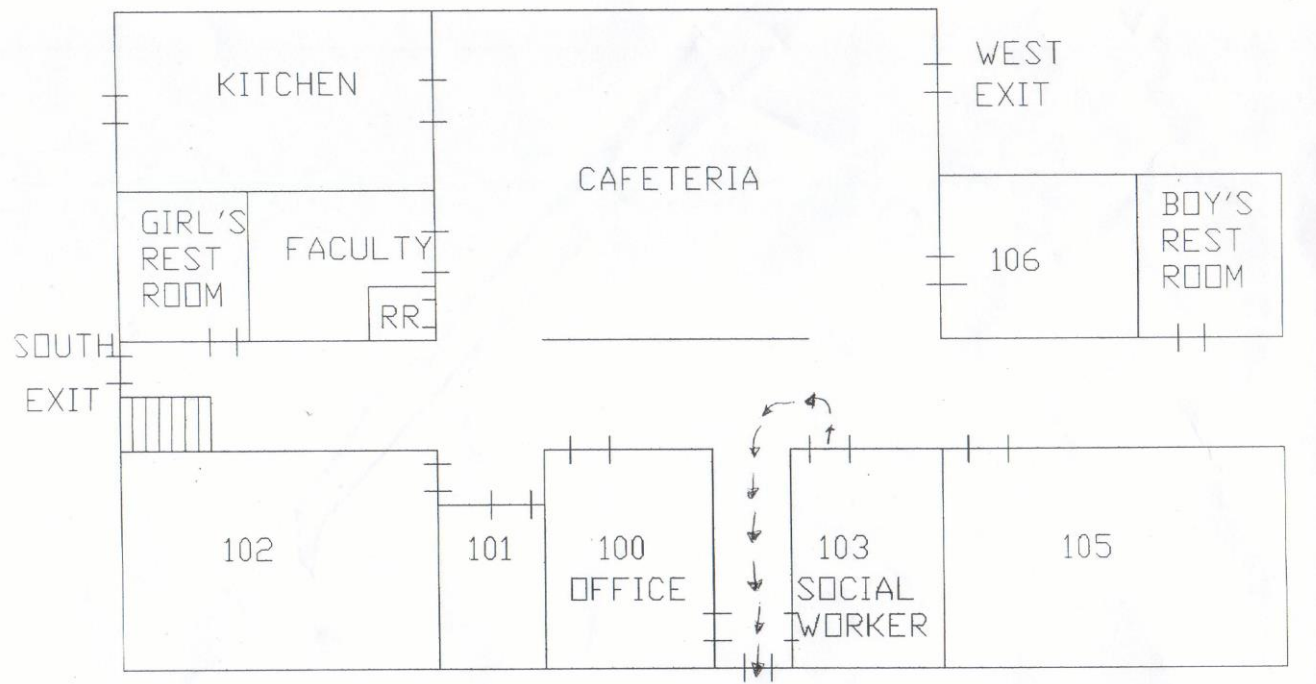 KITCHEN
WEST
EXIT
CAFETERIA
GIRL'S
REST
ROOM
FACULTY
RR
106
BOY'S
REST
ROOM
SOUTH
EXIT
102
101
100
OFFICE
103
SOCIAL
WORKER
105